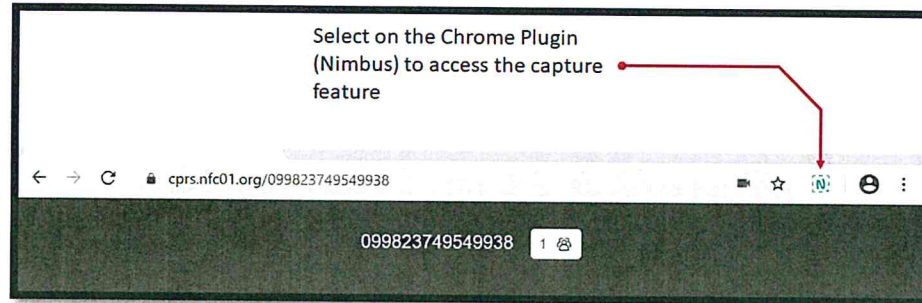 Select on the Chrome Plugin
(Nimbus) to access the capture
feature
cprs.nfc01.org/099823749549938
N
099823749549938 1